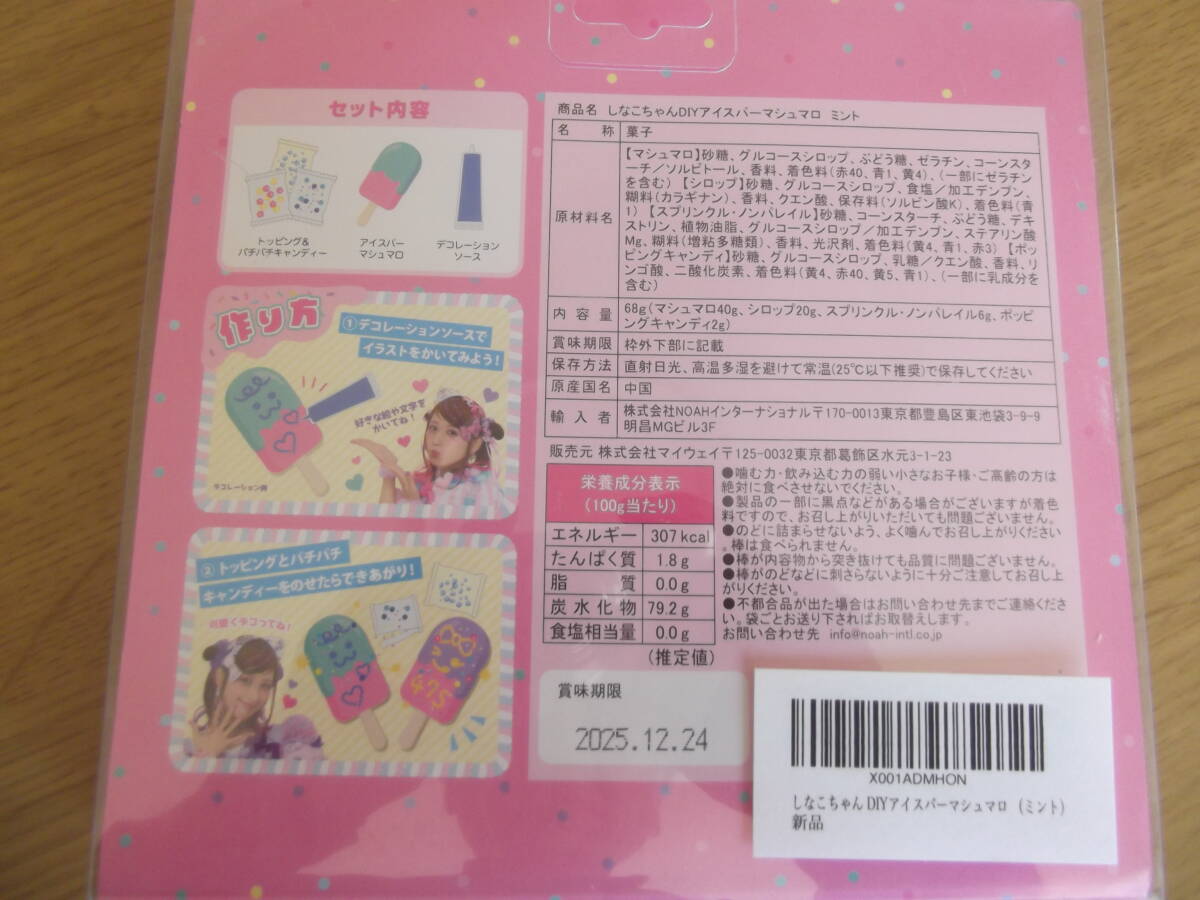 セット内容
トッピング&
パチパチキャンディー
アイスバー
マシュマロ
デコレーション
ソース
作り方
①デコレーションソースで
イラストをかいてみよう!
好きな絵や文字を
かいてね!
デコレーション例
②トッピングとパチパチ
キャンディーをのせたらできあがり!
可愛くデコってね!
商品名 しなこちゃんDIYアイスバーマシュマロ ミント
名称 菓子
原材料名
【マシュマロ】砂糖、グルコースシロップ、ぶどう糖、ゼラチン、コーンスタ
ーチ/ソルビトール、香料、着色料(赤40、青1、黄4)、(一部にゼラチン
を含む) 【シロップ】砂糖、グルコースシロップ、食塩/加工デンプン、
糊料(カラギナン)、香料、クエン酸、保存料(ソルビン酸K)、着色料(青
1) 【スプリンクル・ノンパレイル】砂糖、コーンスターチ、ぶどう糖、デキ
ストリン、植物油脂、グルコースシロップ/加工デンプン、ステアリン酸
Mg、糊料(増粘多糖類)、香料、光沢剤、着色料(黄4、青1、赤3) 【ポ
ッピングキャンディ】砂糖、グルコースシロップ、乳糖/クエン酸、香料、リ
ンゴ酸、二酸化炭素、着色料(黄4、赤40、黄5、青1)、(一部に乳成分を
含む)
内容量 68g(マシュマロ40g、シロップ20g、スプリンクル・ノンパレイル6g、ポッピ
ングキャンディ2g)
賞味期限 枠外下部に記載
保存方法 直射日光、高温多湿を避けて常温(25℃以下推奨)で保存してください
原産国名 中国
輸入者 株式会社NOAHインターナショナル〒170-0013東京都豊島区東池袋3-9-9
明昌MGビル3F
販売元 株式会社マイウェイ〒125-0032東京都葛飾区水元3-1-23
栄養成分表示
(100g当たり)
エネルギー 307kcal
たんぱく質 1.8g
脂質 0.0g
炭水化物 79.2g
食塩相当量 0.0g
(推定値)
●噛む力・飲み込む力の弱い小さなお子様・ご高齢の方は
絶対に食べさせないでください。
●製品の一部に黒点などがある場合がございますが着色
料ですので、お召し上がりいただいても問題ございません。
●のどに詰まらせないよう、よく噛んでお召し上がりくださ
い。棒は食べられません。
●棒が内容物から突き抜けても品質に問題ございません。
●棒がのどなどに刺さらないように十分ご注意してお召し上
がりください。
●不都合品が出た場合はお問い合わせ先までご連絡くださ
い。袋ごとお送り下さればお取替えします。
お問い合わせ先 info@noah-intl.co.jp
賞味期限
2025.12.24
X001ADMHON
しなこちゃんDIYアイスバーマシュマロ (ミント)
新品